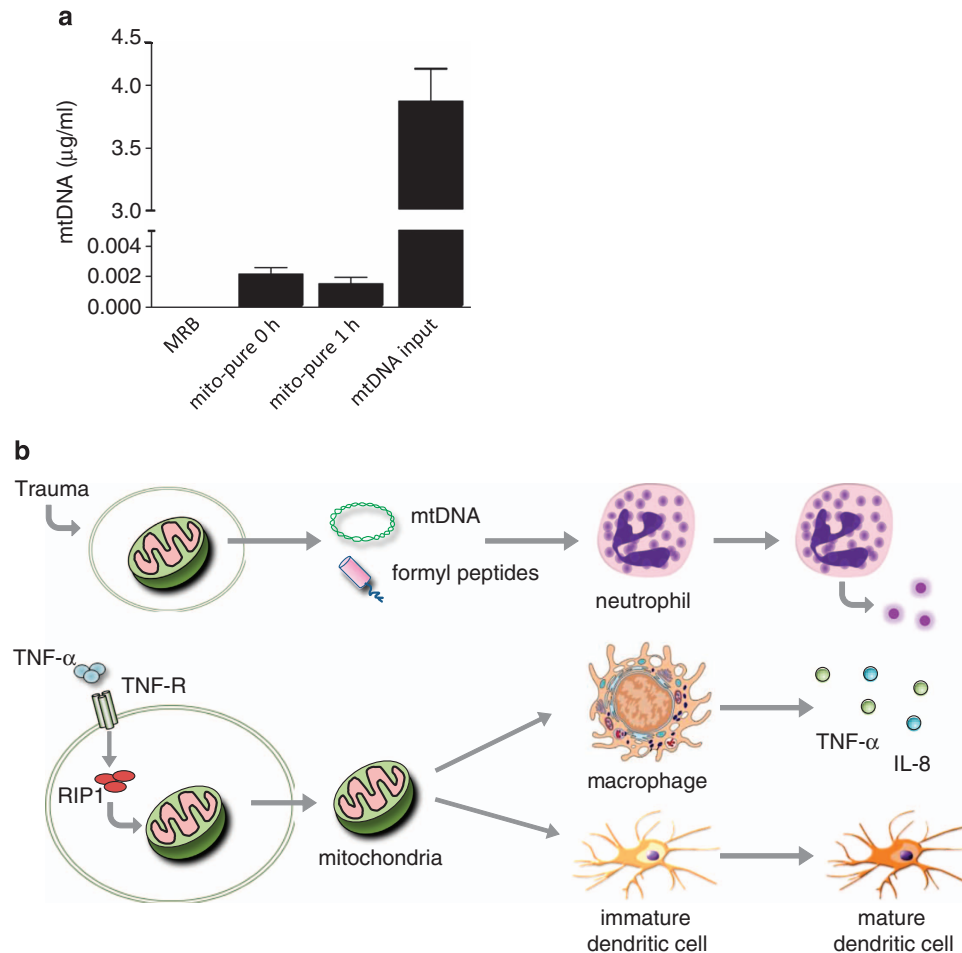 a
mtDNA (µg/ml)
4.5
4.0
3.5
3.0
0.004
0.002
0.000
MRB
mito-pure 0 h
mito-pure 1 h
mtDNA input
b
Trauma
mtDNA
formyl peptides
neutrophil
TNF-α
TNF-R
RIP1
mitochondria
macrophage
TNF-α
IL-8
immature
dendritic cell
mature
dendritic cell